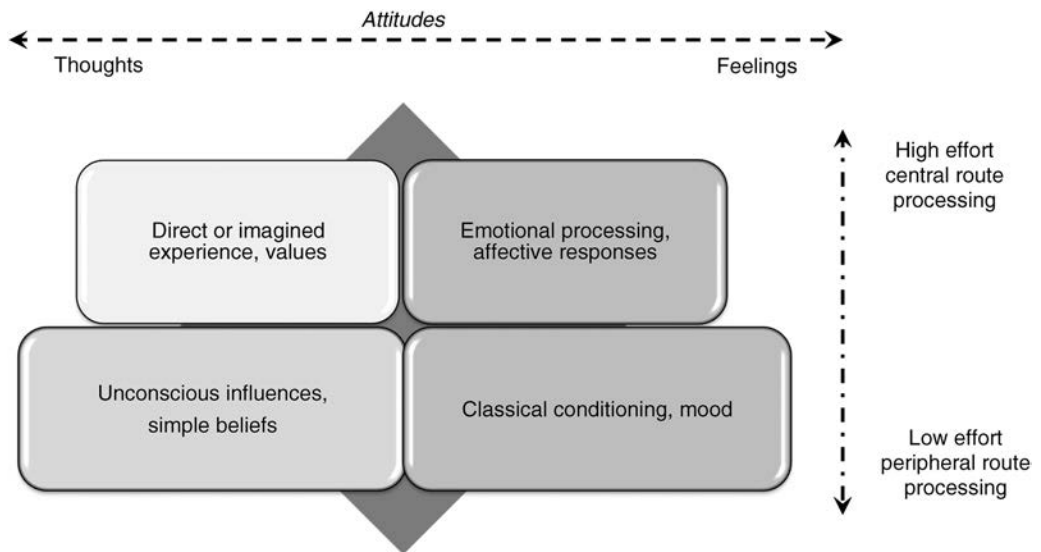 Attitudes
Thoughts
Feelings
High effort
central route
processing
Direct or imagined
experience, values
Emotional processing,
affective responses
Unconscious influences,
simple beliefs
Classical conditioning, mood
Low effort
peripheral route
processing